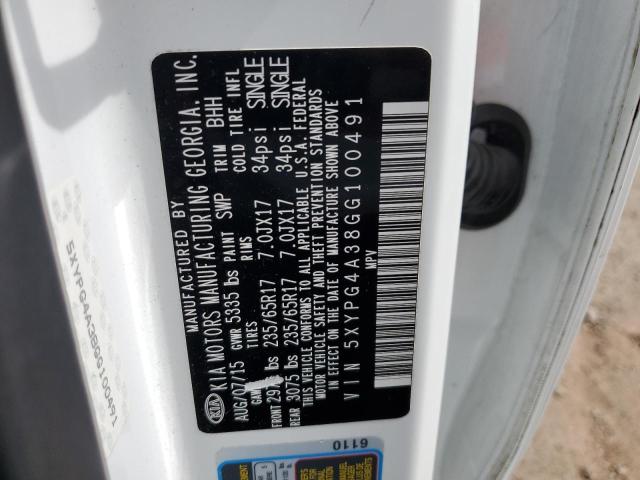 MANUFACTURED BY
KIA KIA MOTORS MANUFACTURING GEORGIA. INC.
AUG/07/15 GVWR 5335 lbs PAINT SWP TRIM BHH
TIRES RIMS COLD TIRE INFL
FRONT lbs 235/65R17 7.0JX17 34psi SINGLE
REAR 3075 lbs 235/65R17 7.0JX17 34psi SINGLE
THIS VEHICLE CONFORMS TO ALL APPLICABLE U.S.A. FEDERAL
MOTOR VEHICLE SAFETY AND THEFT PREVENTION STANDARDS
IN EFFECT ON THE DATE OF MANUFACTURE SHOWN ABOVE
VIN 5XYPG4A38GG100491
MPV
5XYPG4A38GG100491
6110